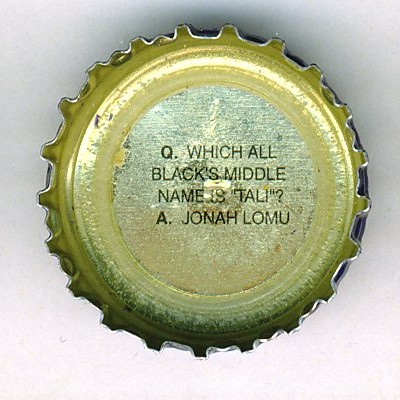 Q. WHICH ALL
BLACK'S MIDDLE
NAME IS "TALI"?
A. JONAH LOMU